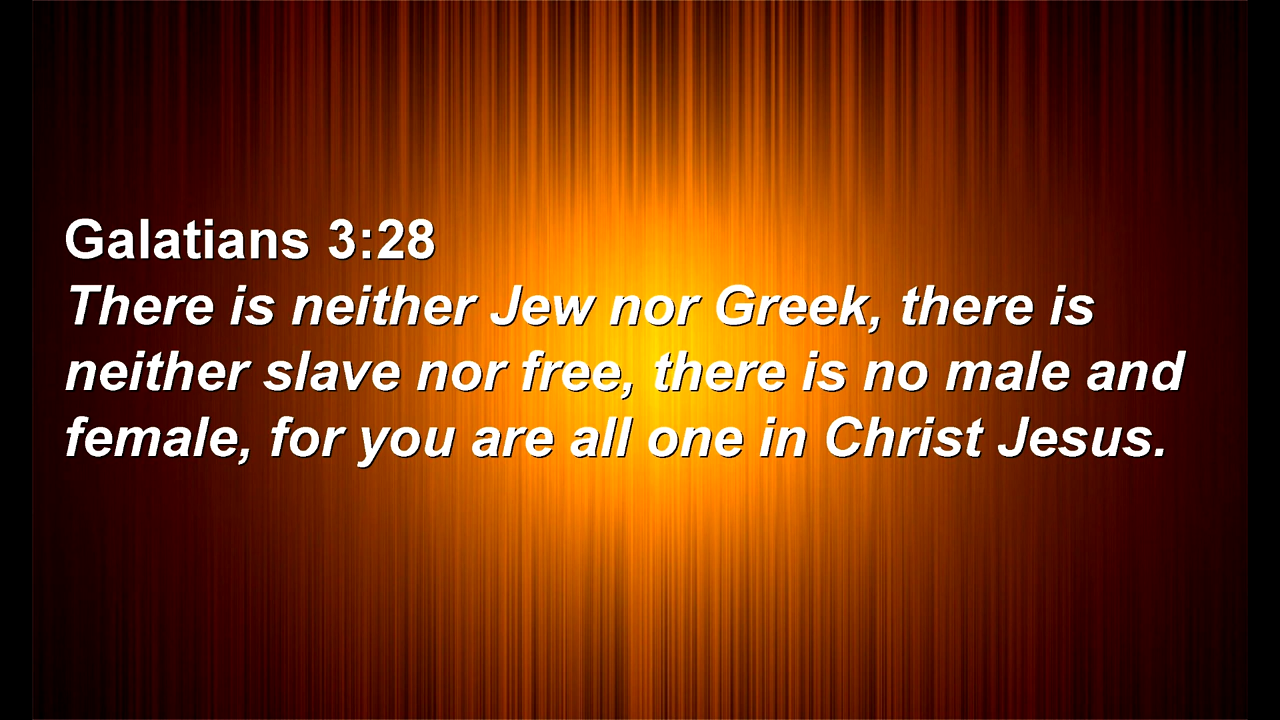 Galatians 3:28
There is neither Jew nor Greek, there is
neither slave nor free, there is no male and
female, for you are all one in Christ Jesus.